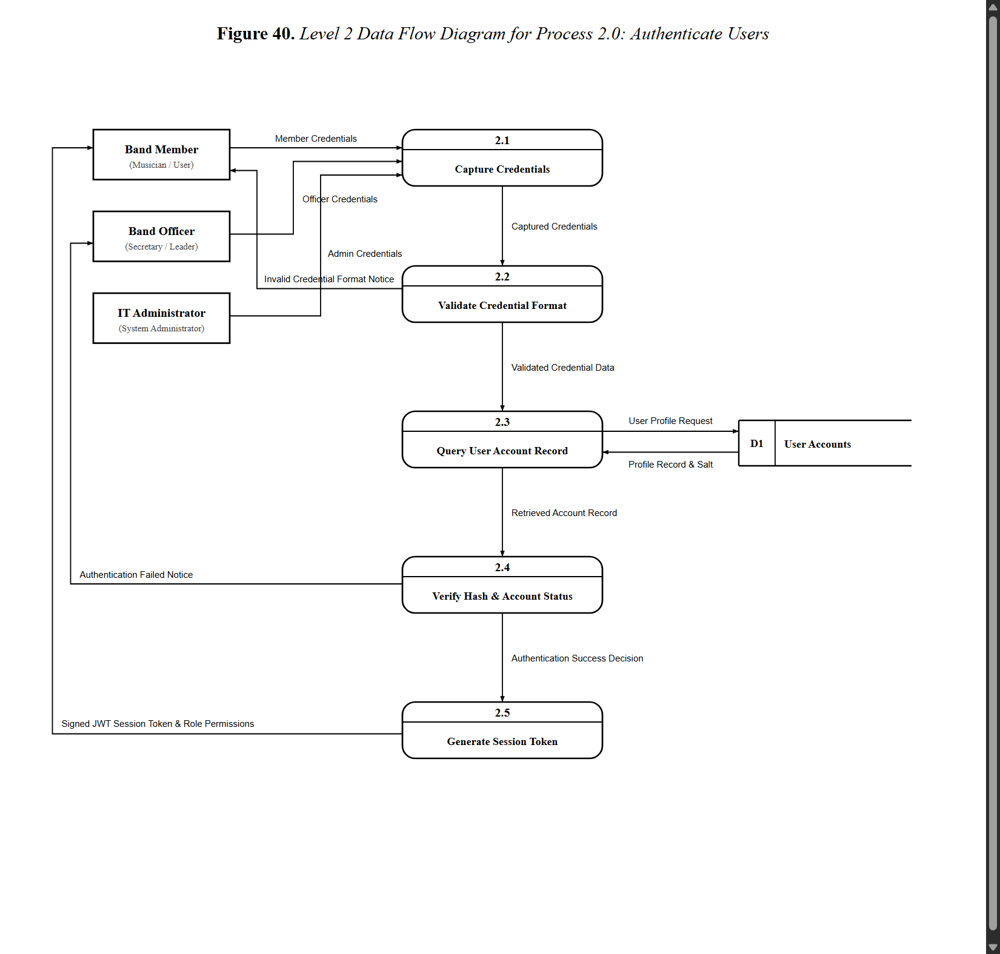 Figure 40. Level 2 Data Flow Diagram for Process 2.0: Authenticate Users
Band Member
(Musician / User)
Member Credentials
2.1
Capture Credentials
Officer Credentials
Band Officer
(Secretary / Leader)
Captured Credentials
Admin Credentials
Invalid Credential Format Notice
2.2
Validate Credential Format
IT Administrator
(System Administrator)
Validated Credential Data
2.3
Query User Account Record
User Profile Request
D1
User Accounts
Profile Record & Salt
Retrieved Account Record
Authentication Failed Notice
2.4
Verify Hash & Account Status
Authentication Success Decision
Signed JWT Session Token & Role Permissions
2.5
Generate Session Token